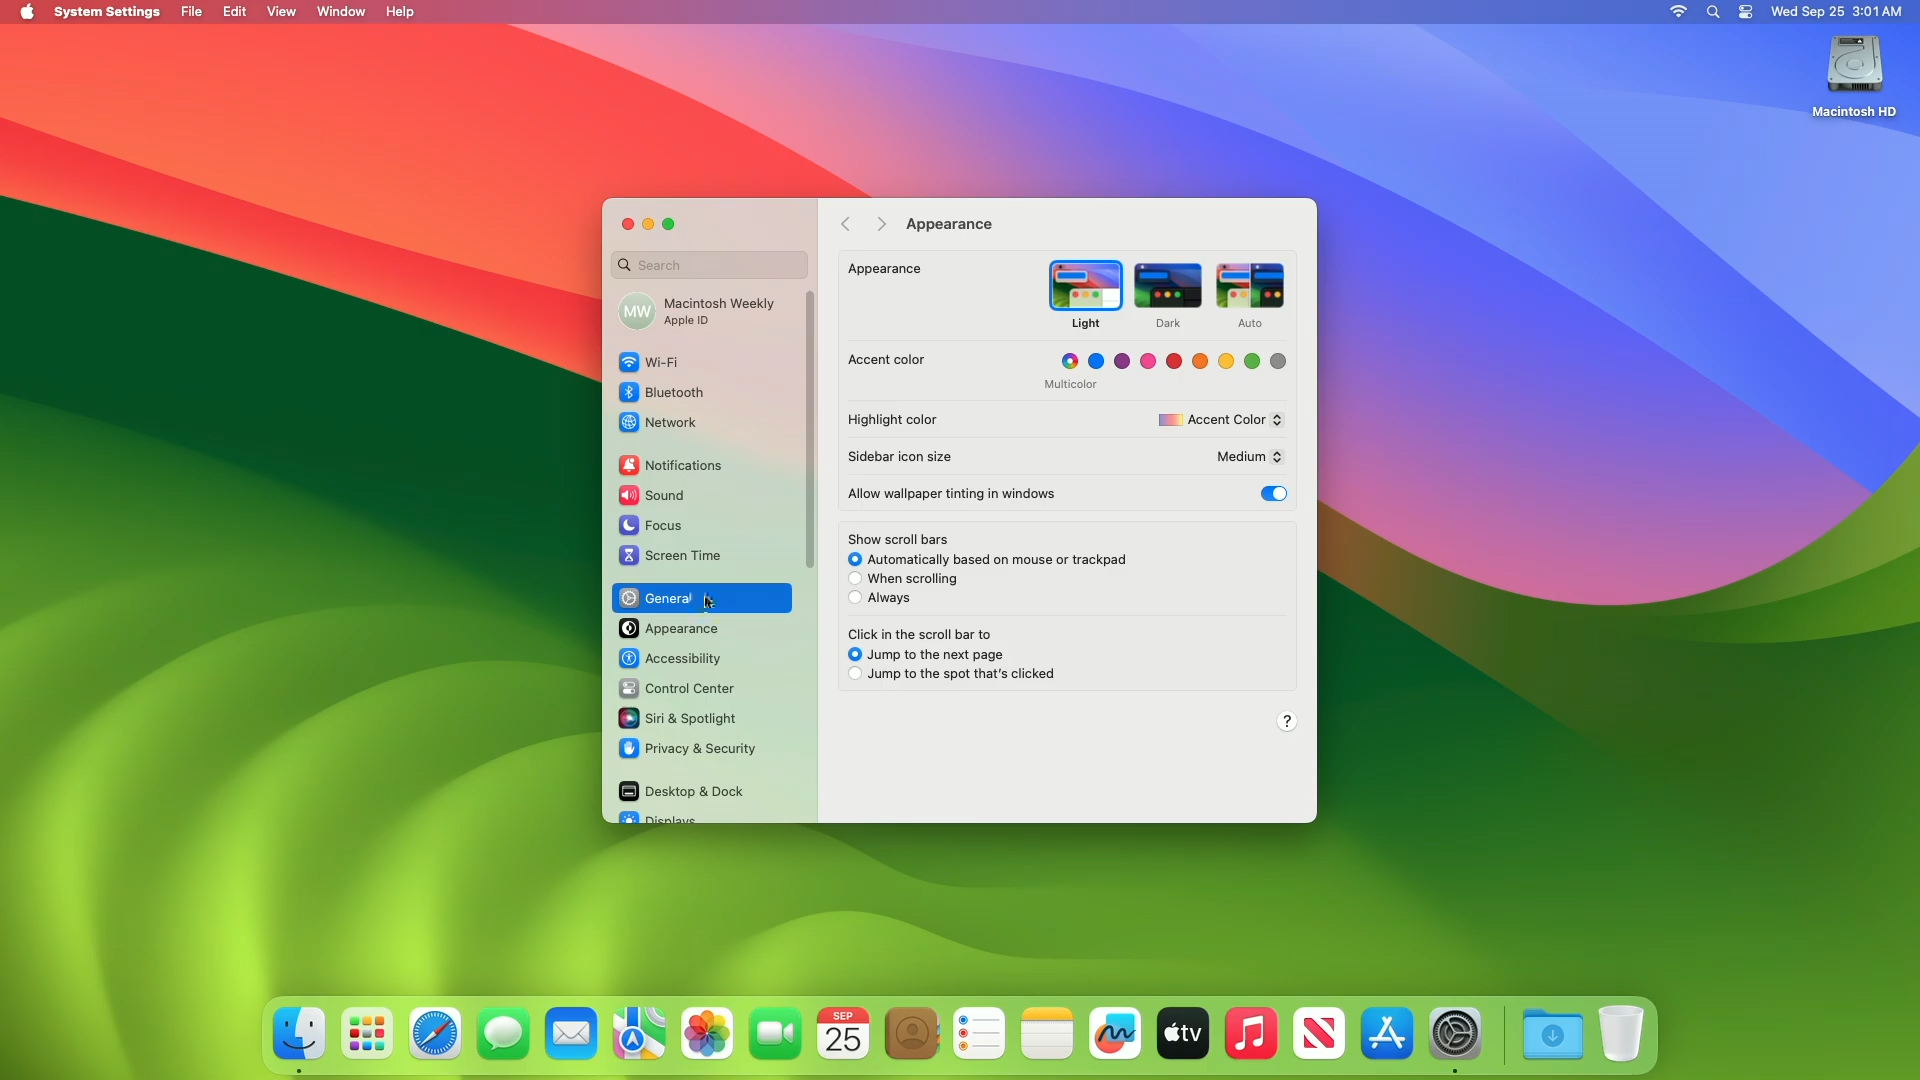 System Settings File Edit View Window Help
Wed Sep 25 3:01 AM
Macintosh HD
Appearance
Search
MW
Macintosh Weekly
Apple ID
Wi-Fi
Bluetooth
Network
Notifications
Sound
Focus
Screen Time
General
Appearance
Accessibility
Control Center
Siri & Spotlight
Privacy & Security
Desktop & Dock
Displays
Appearance
Light Dark Auto
Accent color
Multicolor
Highlight color Accent Color
Sidebar icon size Medium
Allow wallpaper tinting in windows
Show scroll bars
Automatically based on mouse or trackpad
When scrolling
Always
Click in the scroll bar to
Jump to the next page
Jump to the spot that's clicked
?
SEP
25
tv